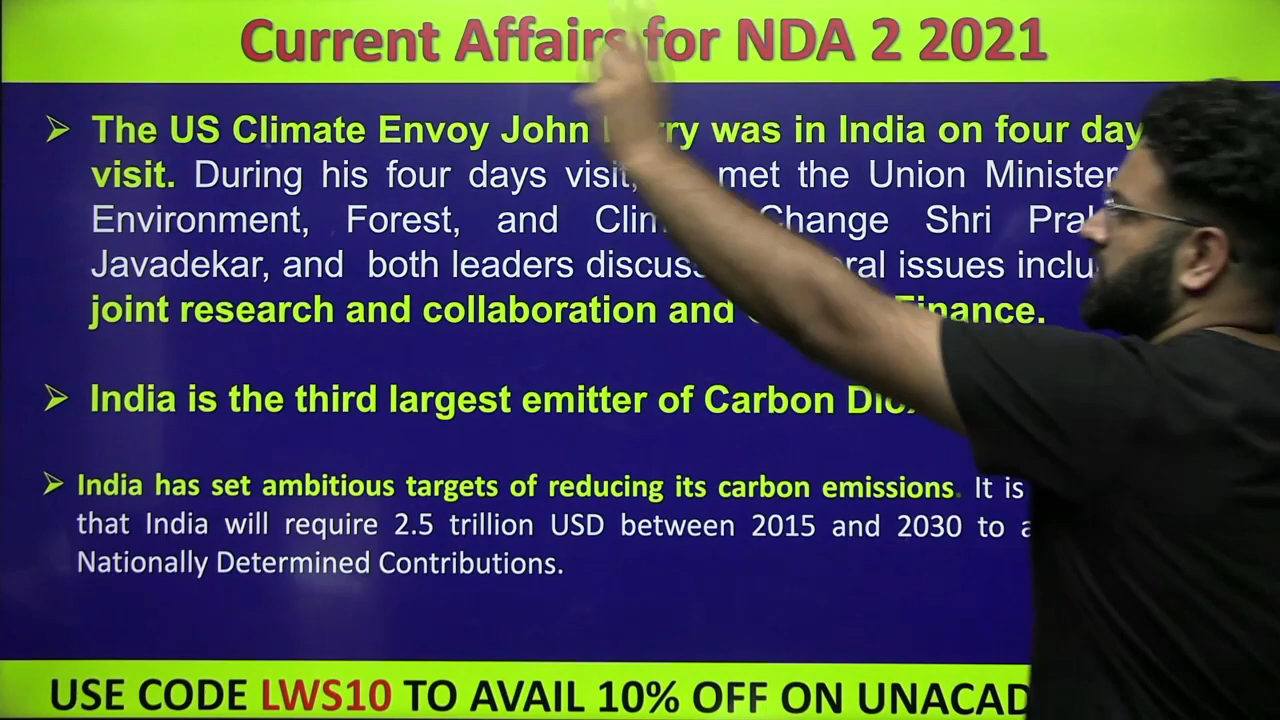 Current Affairs for NDA 2 2021
➢ The US Climate Envoy John was in India on four day
visit. During his four days visit, met the Union Minister
Environment, Forest, and Change Shri
Javadekar, and both leaders issues
joint research and collaboration and Finance.
➢ India is the third largest emitter of Carbon
➢ India has set ambitious targets of reducing its carbon emissions. It is
that India will require 2.5 trillion USD between 2015 and 2030 to
Nationally Determined Contributions.
USE CODE LWS10 TO AVAIL 10% OFF ON